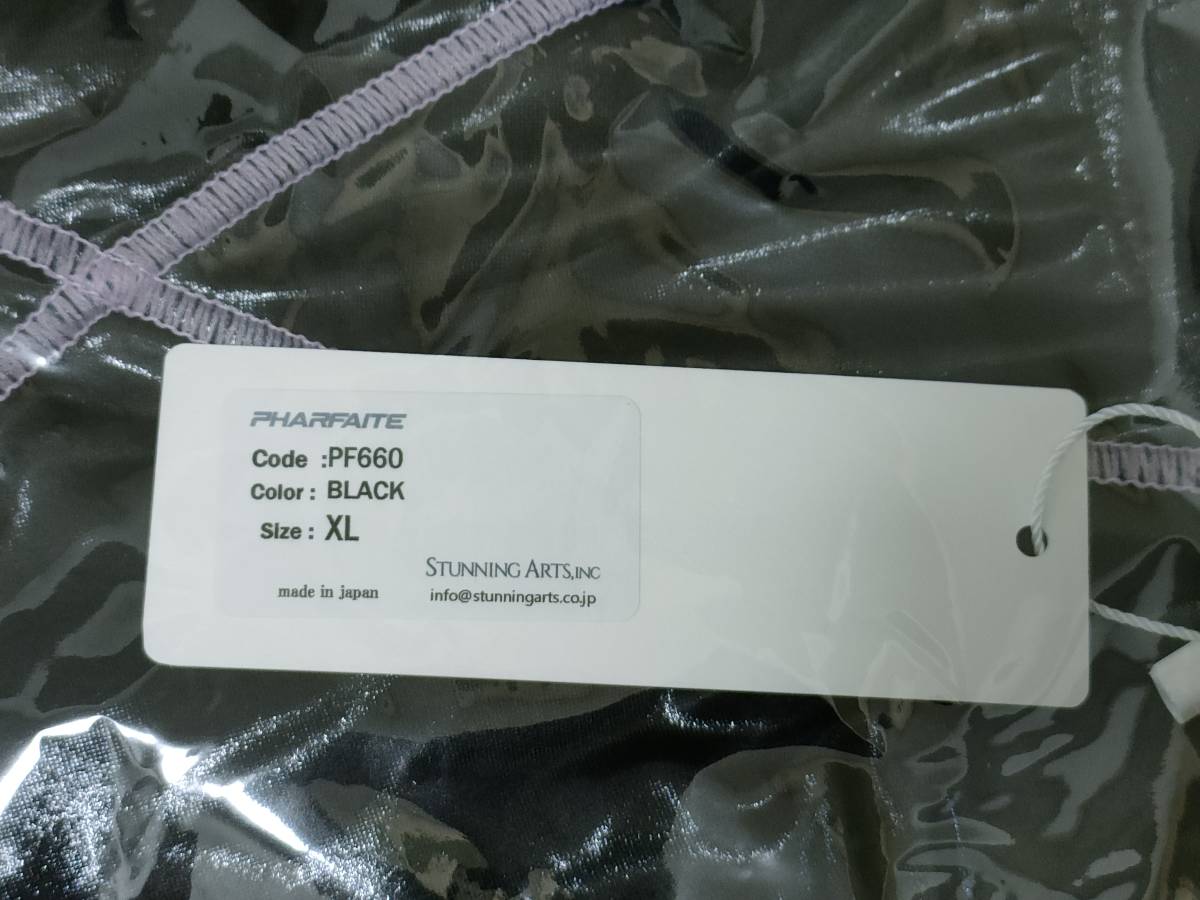 PHARFAITE
Code :PF660
Color : BLACK
Size : XL
STUNNING ARTS,INC
made in japan
info@stunningarts.co.jp